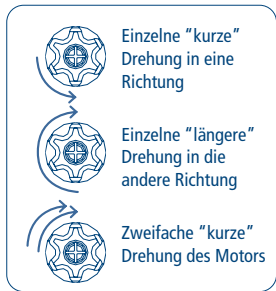 Einzelne “kurze”
Drehung in eine
Richtung
Einzelne “längere”
Drehung in die
andere Richtung
Zweifache “kurze”
Drehung des Motors